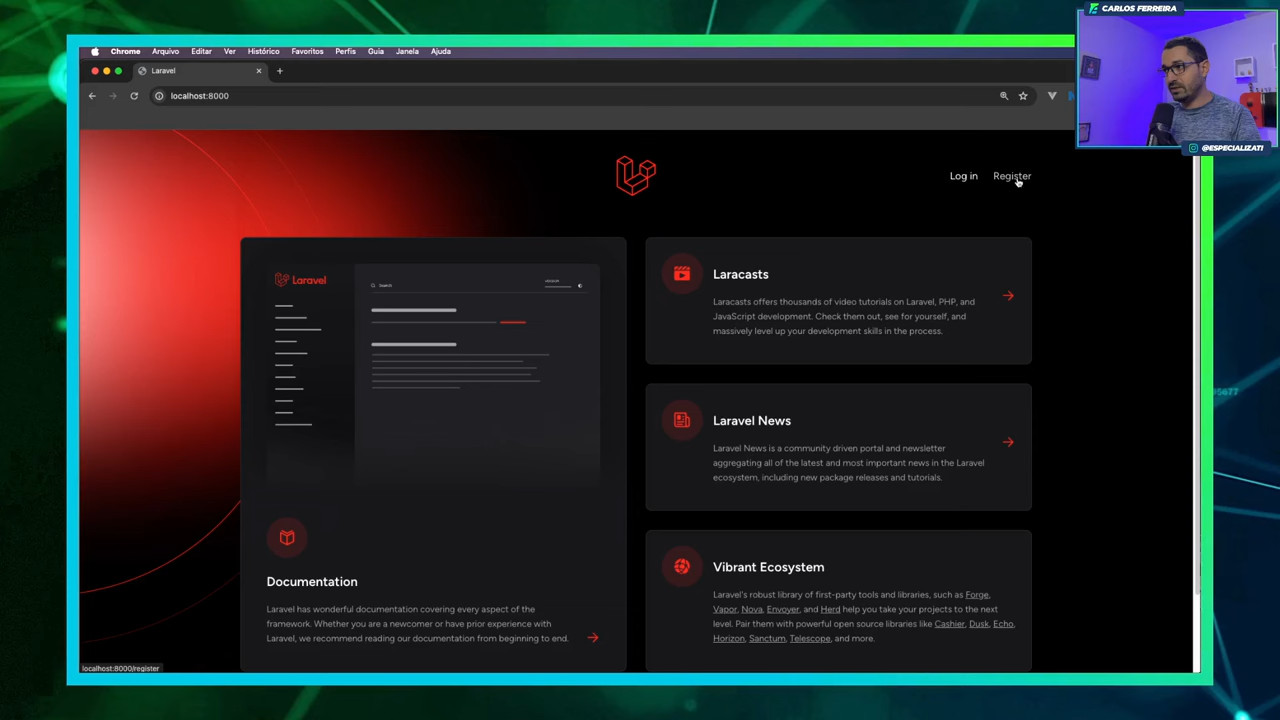 CARLOS FERREIRA
@ESPECIALIZATI
Chrome Arquivo Editar Ver Histórico Favoritos Perfis Guia Janela Ajuda
Laravel
localhost:8000
Log in Register
Laravel
Search
Documentation
Laravel has wonderful documentation covering every aspect of the
framework. Whether you are a newcomer or have prior experience with
Laravel, we recommend reading our documentation from beginning to end.
Laracasts
Laracasts offers thousands of video tutorials on Laravel, PHP, and
JavaScript development. Check them out, see for yourself, and
massively level up your development skills in the process.
Laravel News
Laravel News is a community driven portal and newsletter
aggregating all of the latest and most important news in the Laravel
ecosystem, including new package releases and tutorials.
Vibrant Ecosystem
Laravel's robust library of first-party tools and libraries, such as Forge,
Vapor, Nova, Envoyer, and Herd help you take your projects to the next
level. Pair them with powerful open source libraries like Cashier, Dusk, Echo,
Horizon, Sanctum, Telescope, and more.
localhost:8000/register